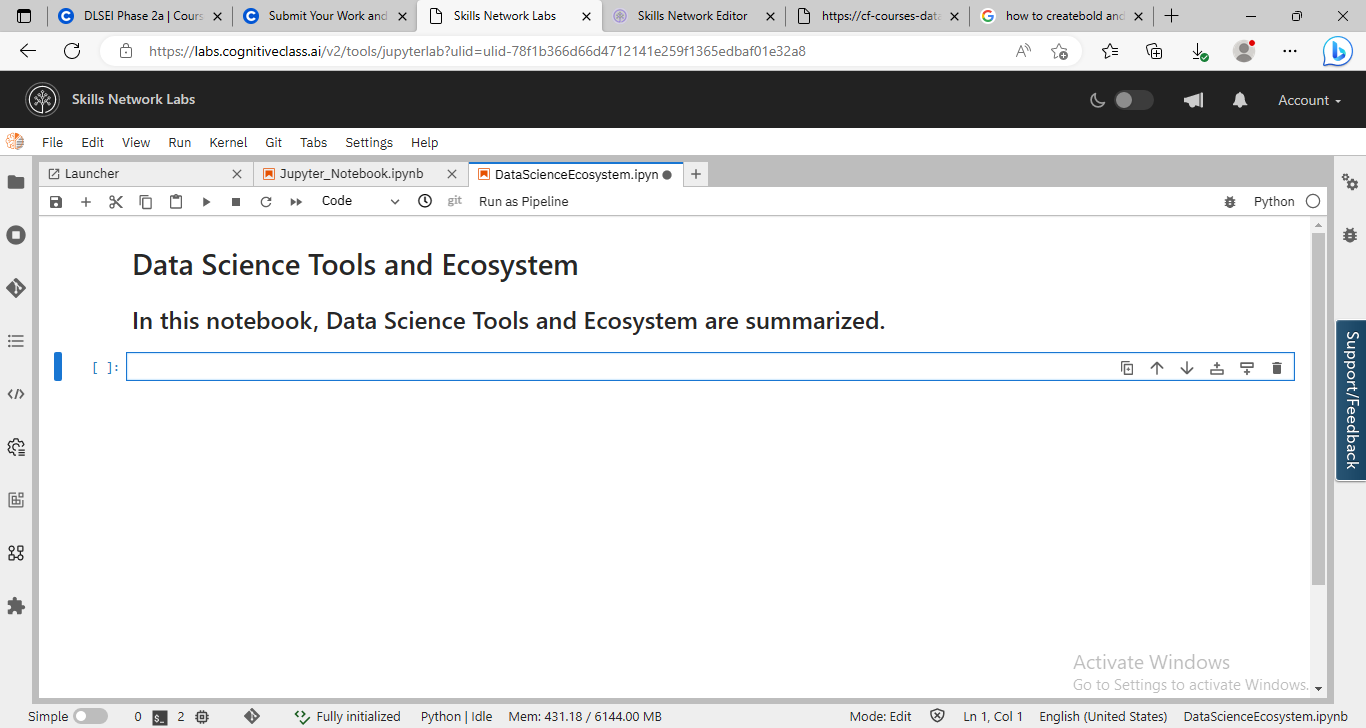 DLSEI Phase 2a | Cours
Submit Your Work and
Skills Network Labs
Skills Network Editor
https://cf-courses-data
how to createbold and
https://labs.cognitiveclass.ai/v2/tools/jupyterlab?ulid=ulid-78f1b366d66d4712141e259f1365edbaf01e32a8
Skills Network Labs
Account
File Edit View Run Kernel Git Tabs Settings Help
Launcher
Jupyter_Notebook.ipynb
DataScienceEcosystem.ipyn
Code
git
Run as Pipeline
Python
Data Science Tools and Ecosystem
In this notebook, Data Science Tools and Ecosystem are summarized.
[ ]:
Support/Feedback
Activate Windows
Go to Settings to activate Windows.
Simple 0 2 Fully initialized Python | Idle Mem: 431.18 / 6144.00 MB Mode: Edit Ln 1, Col 1 English (United States) DataScienceEcosystem.ipynb